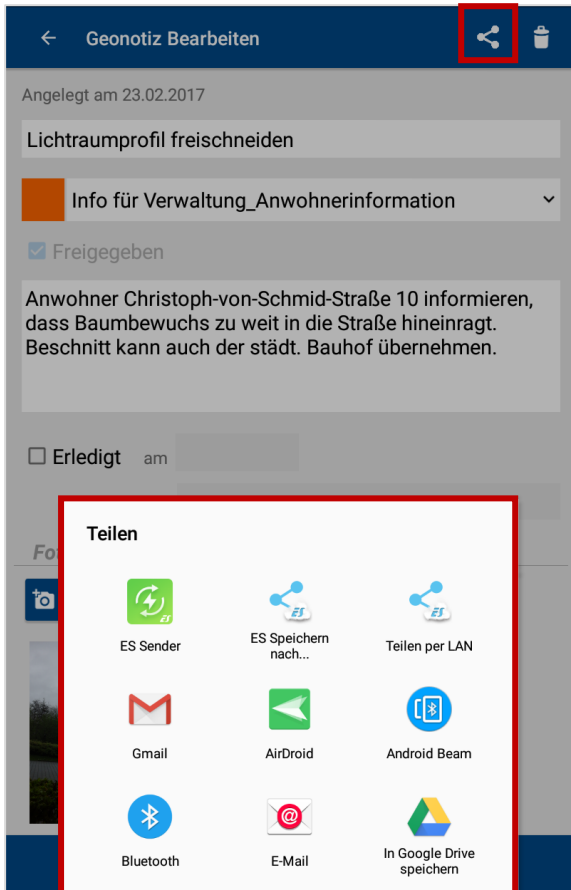 Geonotiz Bearbeiten
Angelegt am 23.02.2017
Lichtraumprofil freischneiden
Info für Verwaltung_Anwohnerinformation
Freigegeben
Anwohner Christoph-von-Schmid-Straße 10 informieren,
dass Baumbewuchs zu weit in die Straße hineinragt.
Beschnitt kann auch der städt. Bauhof übernehmen.
Erledigt am
Teilen
Fo
ES Sender
ES Speichern
nach...
Teilen per LAN
Gmail
AirDroid
Android Beam
Bluetooth
E-Mail
In Google Drive
speichern